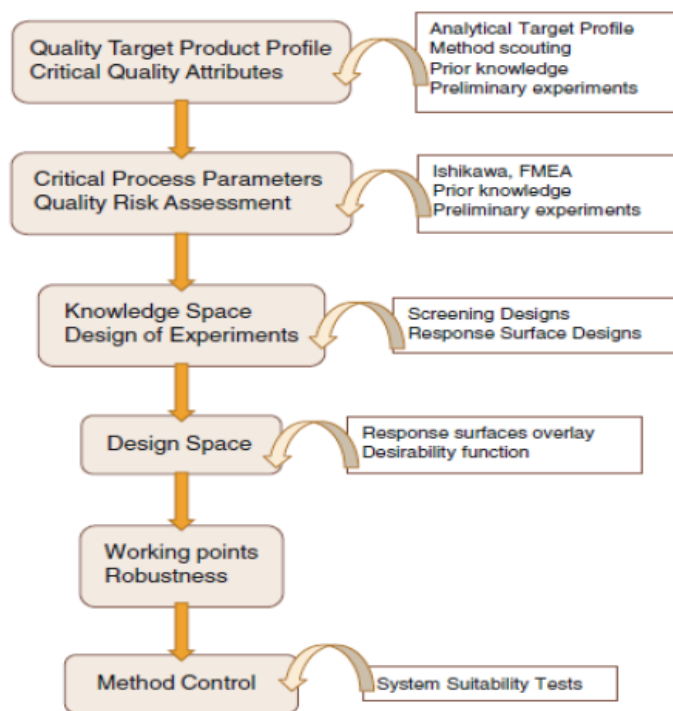 Quality Target Product Profile
Critical Quality Attributes
Analytical Target Profile
Method scouting
Prior knowledge
Preliminary experiments
Critical Process Parameters
Quality Risk Assessment
Ishikawa, FMEA
Prior knowledge
Preliminary experiments
Knowledge Space
Design of Experiments
Screening Designs
Response Surface Designs
Design Space
Response surfaces overlay
Desirability function
Working points
Robustness
Method Control
System Suitability Tests